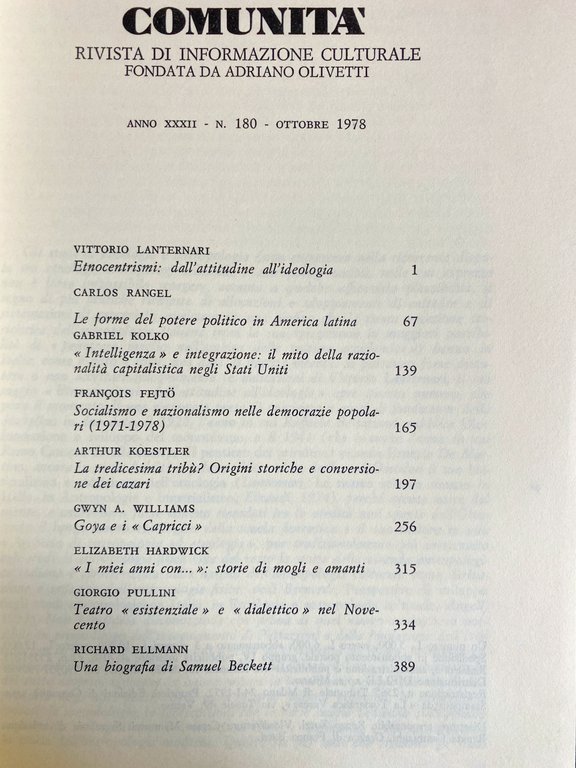 COMUNITA'
RIVISTA DI INFORMAZIONE CULTURALE
FONDATA DA ADRIANO OLIVETTI
ANNO XXXII - N. 180 - OTTOBRE 1978
VITTORIO LANTERNARI
Etnocentrismi: dall'attitudine all'ideologia 1
CARLOS RANGEL
Le forme del potere politico in America latina 67
GABRIEL KOLKO
« Intelligenza » e integrazione: il mito della razio-
nalità capitalistica negli Stati Uniti 139
FRANÇOIS FEJTÖ
Socialismo e nazionalismo nelle democrazie popola-
ri (1971-1978) 165
ARTHUR KOESTLER
La tredicesima tribù? Origini storiche e conversio-
ne dei cazari 197
GWYN A. WILLIAMS
Goya e i « Capricci » 256
ELIZABETH HARDWICK
« I miei anni con... »: storie di mogli e amanti 315
GIORGIO PULLINI
Teatro « esistenziale » e « dialettico » nel Nove-
cento 334
RICHARD ELLMANN
Una biografia di Samuel Beckett 389